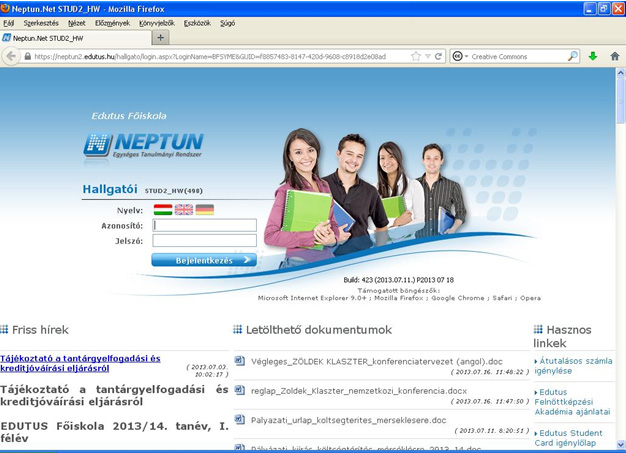 Neptun.Net STUD2_HW - Mozilla Firefox
Fájl Szerkesztés Nézet Előzmények Könyvjelzők Eszközök Súgó
Neptun.Net STUD2_HW
https://neptun2.edutus.hu/hallgato/login.aspx?LoginName=BFSYME&GUID=f8857483-8147-420d-9608-c8918d2e08ad
Creative Commons
Edutus Főiskola
NEPTUN
Egységes Tanulmányi Rendszer
Hallgatói STUD2_HW(498)
Nyelv:
Azonosító:
Jelszó:
Bejelentkezés
Build: 423 (2013.07.11.) P2013 07 18
Támogatott böngészők:
Microsoft Internet Explorer 9.0+ ; Mozilla Firefox ; Google Chrome ; Safari ; Opera
Friss hírek
Tájékoztató a tantárgyelfogadási és
kreditjóváírási eljárásról
( 2013.07.03.
10:02:17 )
Tájékoztató a tantárgyelfogadási és
kreditjóváírási eljárásról
EDUTUS Főiskola 2013/14. tanév, I.
félév
Letölthető dokumentumok
Végleges_ZÖLDEK KLASZTER_konferenciatervezet (angol).doc
( 2013.07.16. 11:48:22 )
reglap_Zoldek_Klaszter_nemzetkozi_konferencia.docx
( 2013.07.16. 11:47:50 )
Palyazati_urlap_koltsegterites_merseklesere.doc
( 2013.07.11. 8:20:51 )
Pályázati_kiírás_költségtérítés_mérséklésre_2013_14.doc
Hasznos
linkek
Átutalásos számla
igénylése
Edutus
Felnőttképzési
Akadémia ajánlatai
Edutus Student
Card igénylőlap